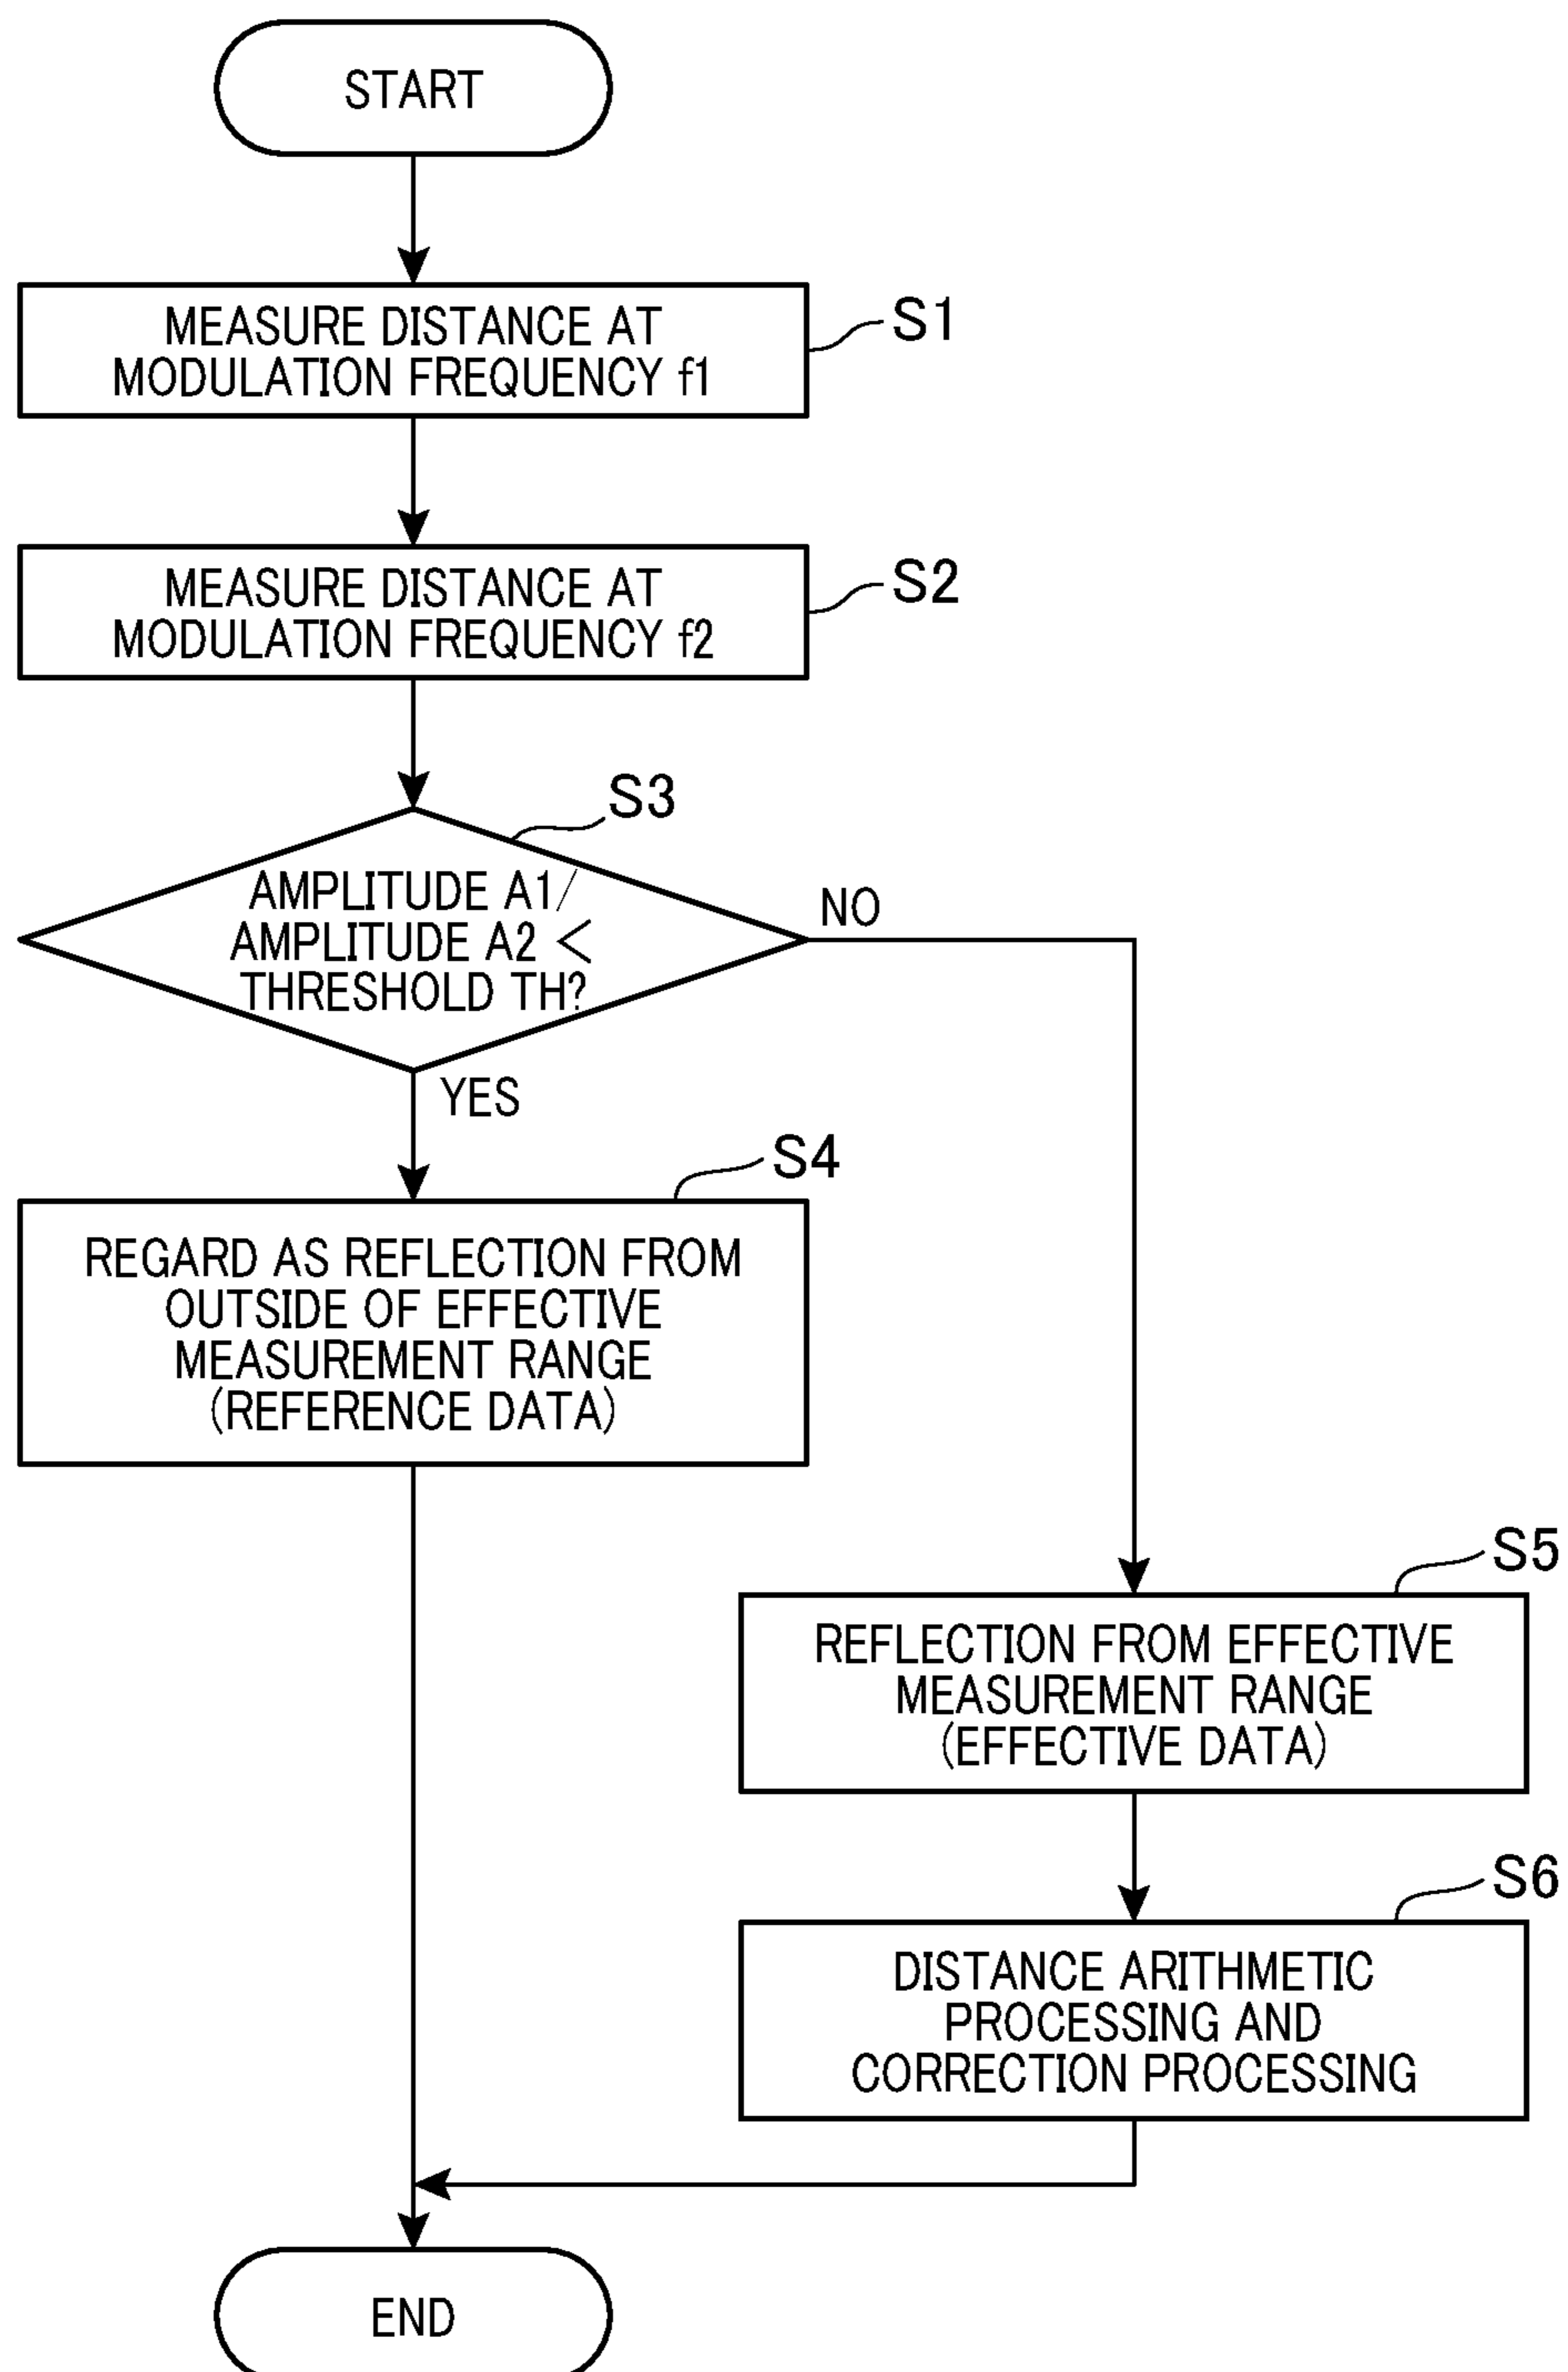 START
MEASURE DISTANCE AT
MODULATION FREQUENCY f1
S1
MEASURE DISTANCE AT
MODULATION FREQUENCY f2
S2
S3
AMPLITUDE A1/
AMPLITUDE A2 <
THRESHOLD TH?
NO
YES
S4
REGARD AS REFLECTION FROM
OUTSIDE OF EFFECTIVE
MEASUREMENT RANGE
(REFERENCE DATA)
S5
REFLECTION FROM EFFECTIVE
MEASUREMENT RANGE
(EFFECTIVE DATA)
S6
DISTANCE ARITHMETIC
PROCESSING AND
CORRECTION PROCESSING
END